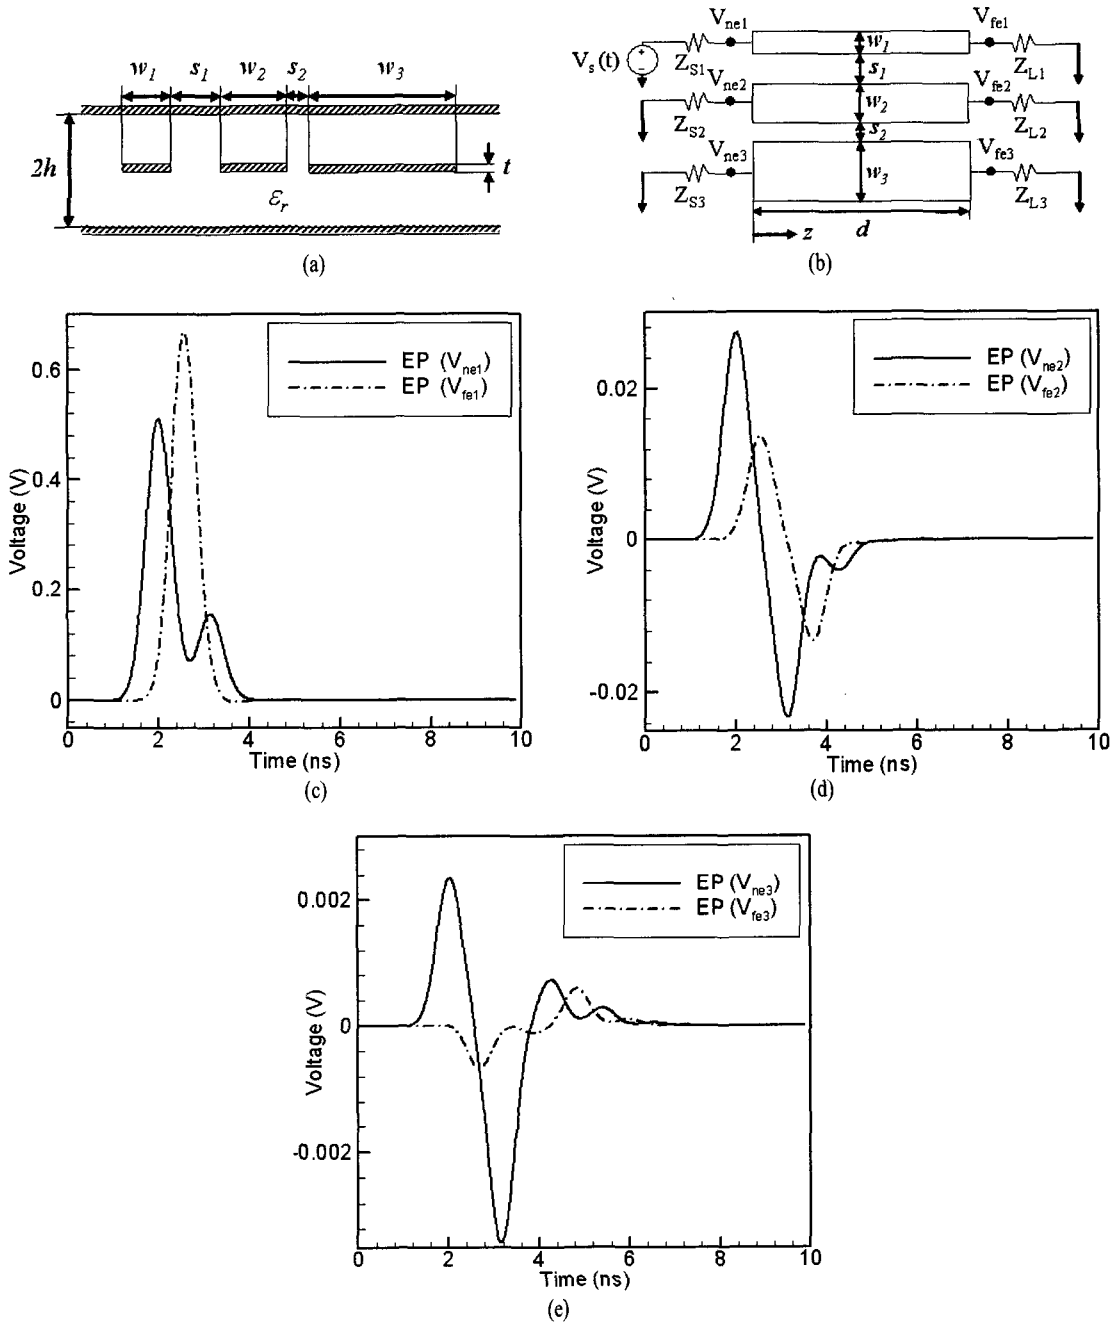 w1 s1 w2 s2 w3
2h
t
εr
(a)
Vne1 Vfe1
Vs(t) ZS1 w1 ZL1
s1
Vne2 Vfe2
ZS2 w2 ZL2
s2
Vne3 Vfe3
ZS3 w3 ZL3
d
z
(b)
EP (Vne1)
EP (Vfe1)
0.6
0.4
0.2
0
Voltage (V)
0 2 4 6 8 10
Time (ns)
(c)
EP (Vne2)
EP (Vfe2)
0.02
0
-0.02
Voltage (V)
0 2 4 6 8 10
Time (ns)
(d)
EP (Vne3)
EP (Vfe3)
0.002
0
-0.002
Voltage (V)
0 2 4 6 8 10
Time (ns)
(e)